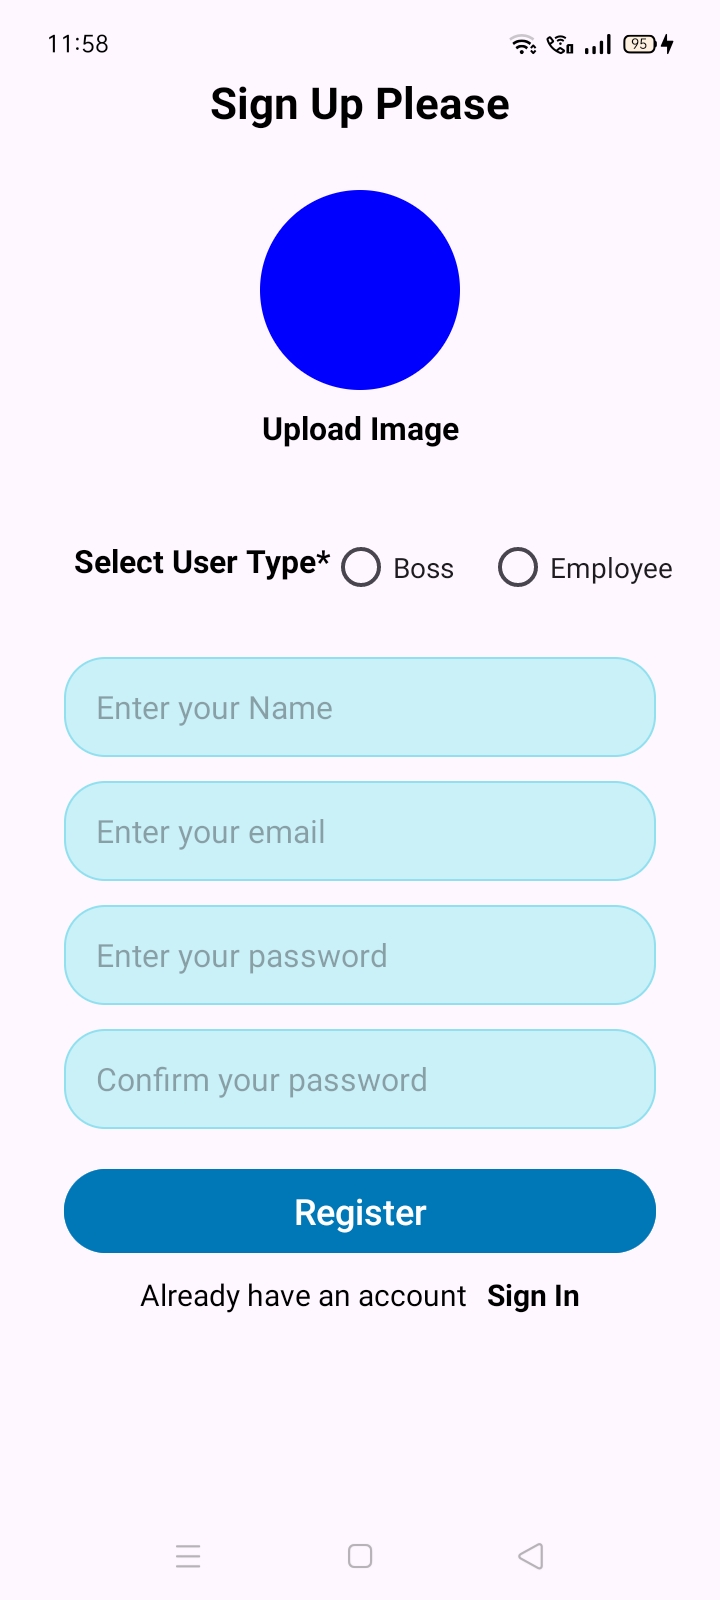 11:58 95
Sign Up Please
Upload Image
Select User Type* Boss Employee
Enter your Name
Enter your email
Enter your password
Confirm your password
Register
Already have an account Sign In